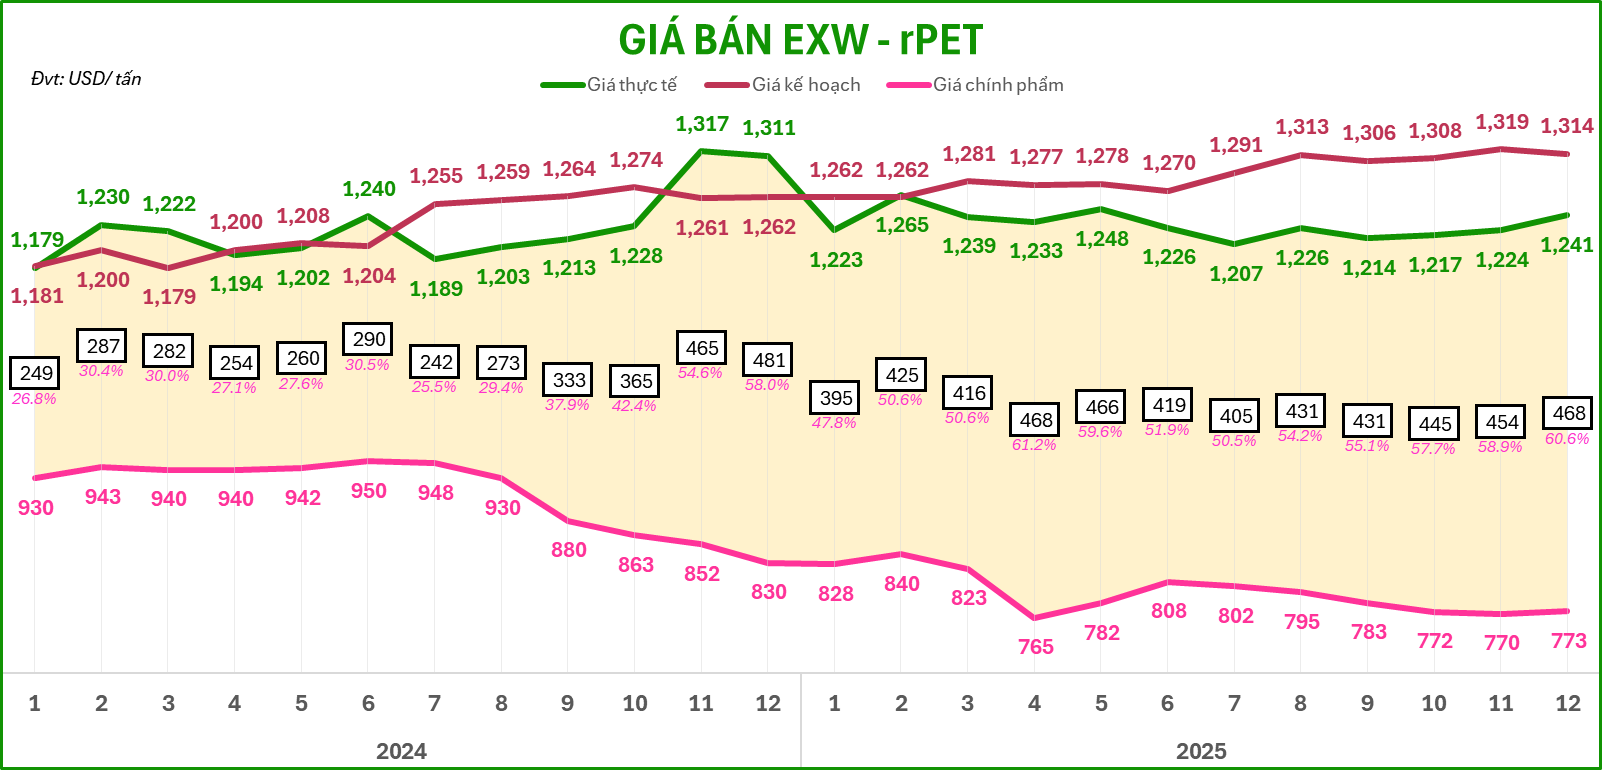 GIÁ BÁN EXW - rPET
Đvt: USD/ tấn
Giá thực tế Giá kế hoạch Giá chính phẩm
1,179 1,230 1,222 1,194 1,202 1,240 1,189 1,203 1,213 1,228 1,317 1,311 1,223 1,265 1,239 1,233 1,248 1,226 1,207 1,226 1,214 1,217 1,224 1,241
1,181 1,200 1,179 1,200 1,208 1,204 1,255 1,259 1,264 1,274 1,261 1,262 1,262 1,262 1,281 1,277 1,278 1,270 1,291 1,313 1,306 1,308 1,319 1,314
249 287 282 254 260 290 242 273 333 365 465 481 395 425 416 468 466 419 405 431 431 445 454 468
26.8% 30.4% 30.0% 27.1% 27.6% 30.5% 25.5% 29.4% 37.9% 42.4% 54.6% 58.0% 47.8% 50.6% 50.6% 61.2% 59.6% 51.9% 50.5% 54.2% 55.1% 57.7% 58.9% 60.6%
930 943 940 940 942 950 948 930 880 863 852 830 828 840 823 765 782 808 802 795 783 772 770 773
1 2 3 4 5 6 7 8 9 10 11 12 1 2 3 4 5 6 7 8 9 10 11 12
2024 2025